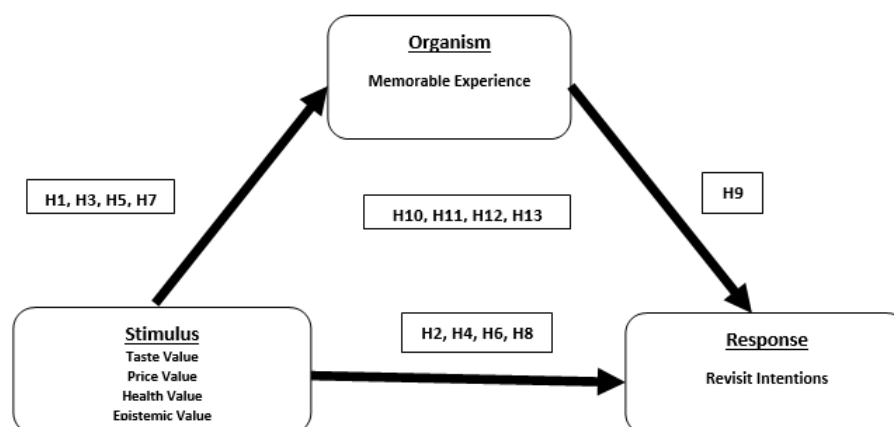 Organism
Memorable Experience
H1, H3, H5, H7
H9
H10, H11, H12, H13
Stimulus
Taste Value
Price Value
Health Value
Epistemic Value
H2, H4, H6, H8
Response
Revisit Intentions